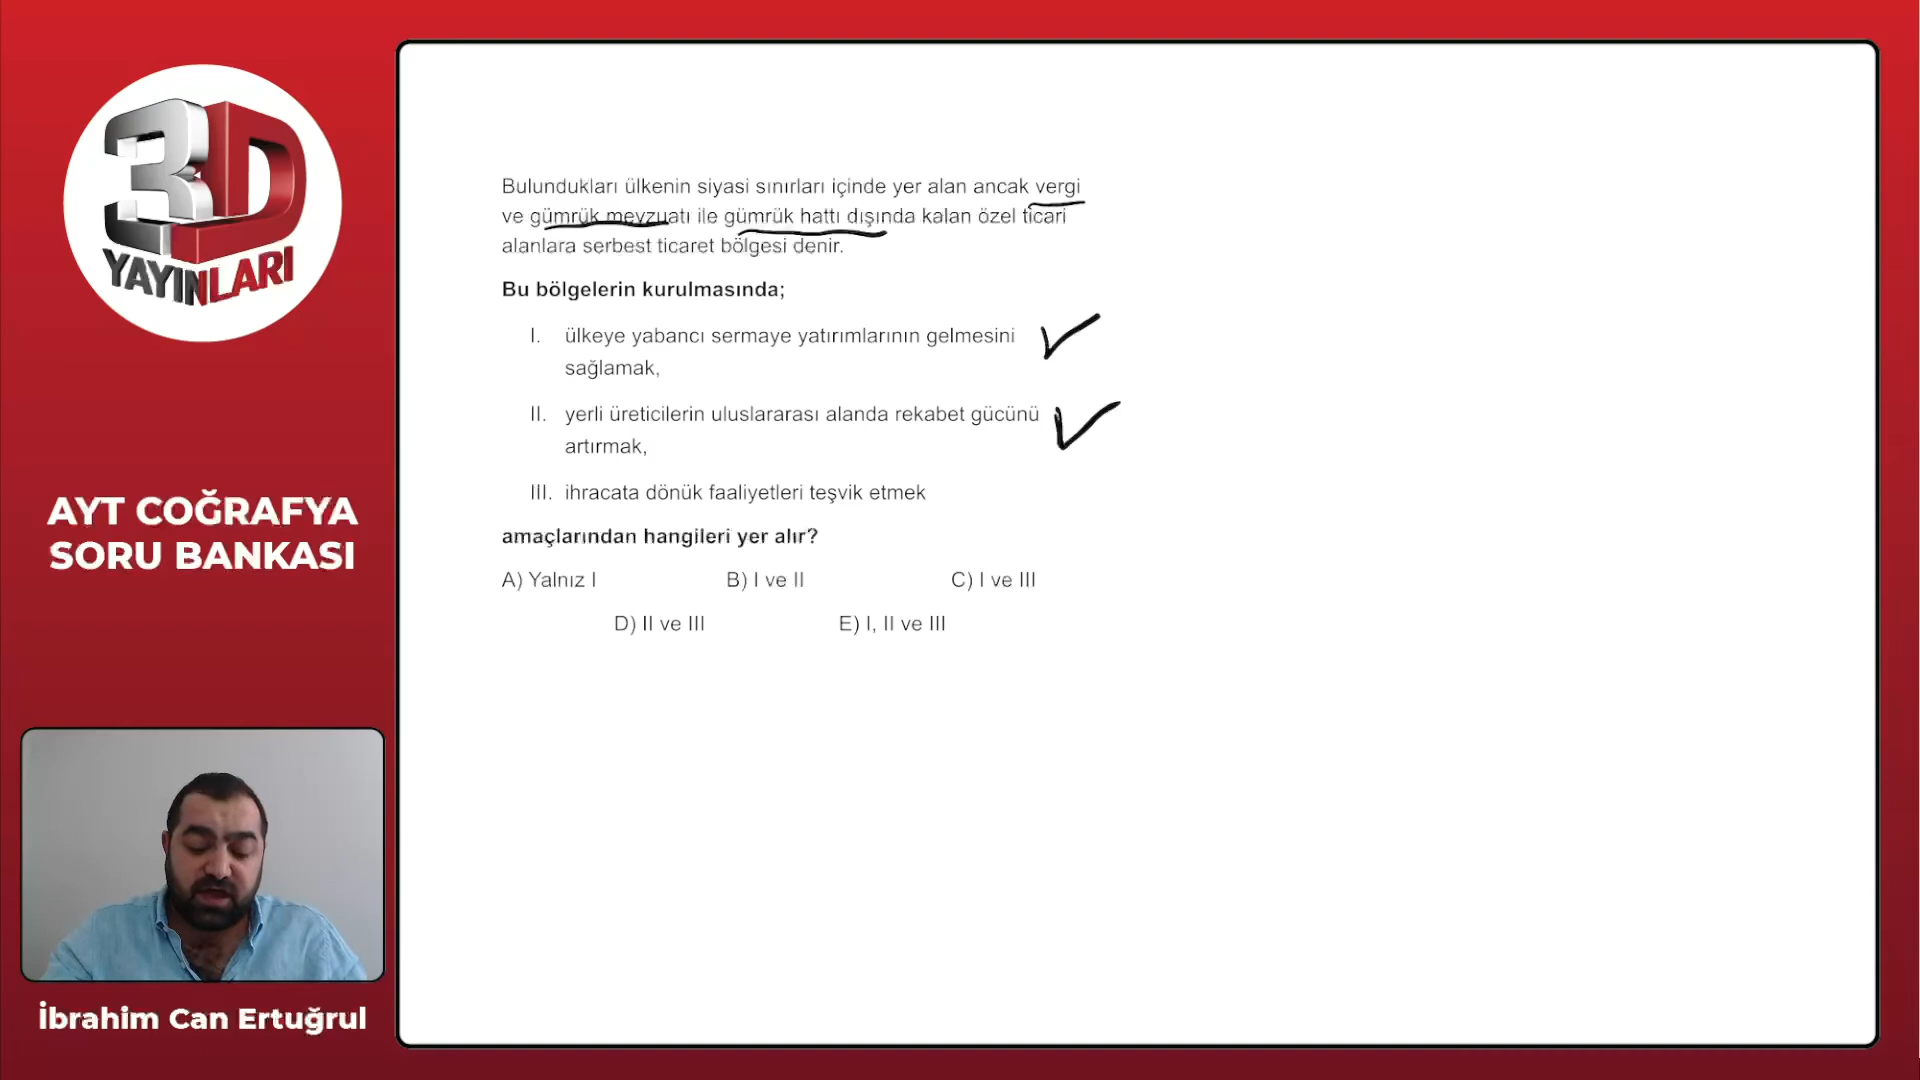 3D
YAYINLARI
AYT COĞRAFYA
SORU BANKASI
İbrahim Can Ertuğrul
Bulundukları ülkenin siyasi sınırları içinde yer alan ancak vergi
ve gümrük mevzuatı ile gümrük hattı dışında kalan özel ticari
alanlara serbest ticaret bölgesi denir.
Bu bölgelerin kurulmasında;
I. ülkeye yabancı sermaye yatırımlarının gelmesini
sağlamak,
II. yerli üreticilerin uluslararası alanda rekabet gücünü
artırmak,
III. ihracata dönük faaliyetleri teşvik etmek
amaçlarından hangileri yer alır?
A) Yalnız I B) I ve II C) I ve III
D) II ve III E) I, II ve III